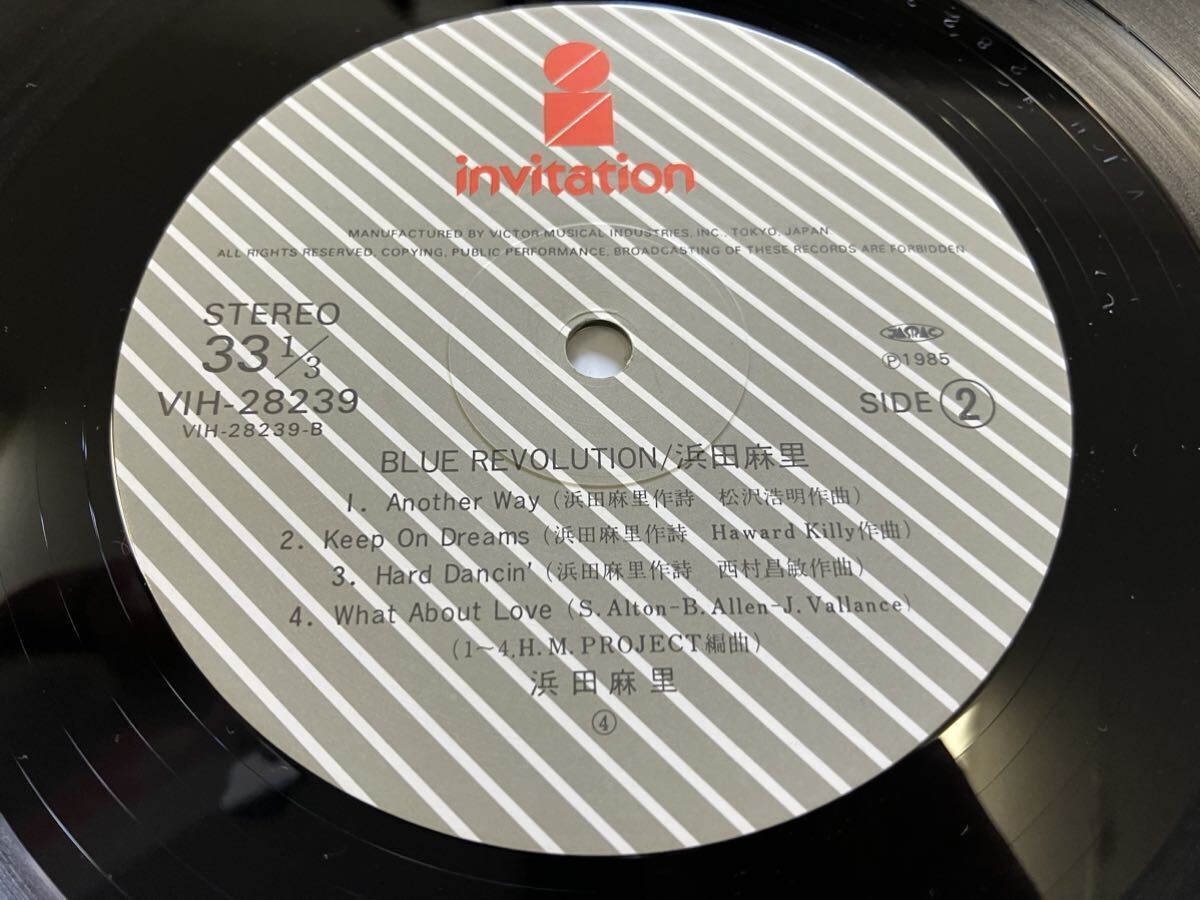 invitation
MANUFACTURED BY VICTOR MUSICAL INDUSTRIES, INC., TOKYO, JAPAN
ALL RIGHTS RESERVED, COPYING, PUBLIC PERFORMANCE, BROADCASTING OF THESE RECORDS ARE FORBIDDEN
STEREO
33 1/3
VIH-28239
VIH-28239-B
JASRAC
Ⓟ1985
SIDE ②
BLUE REVOLUTION/浜田麻里
1. Another Way (浜田麻里作詩 松沢浩明作曲)
2. Keep On Dreams (浜田麻里作詩 Haward Killy作曲)
3. Hard Dancin' (浜田麻里作詩 西村昌敏作曲)
4. What About Love (S. Alton-B. Allen-J. Vallance)
(1~4,H.M.PROJECT編曲)
浜田麻里
④